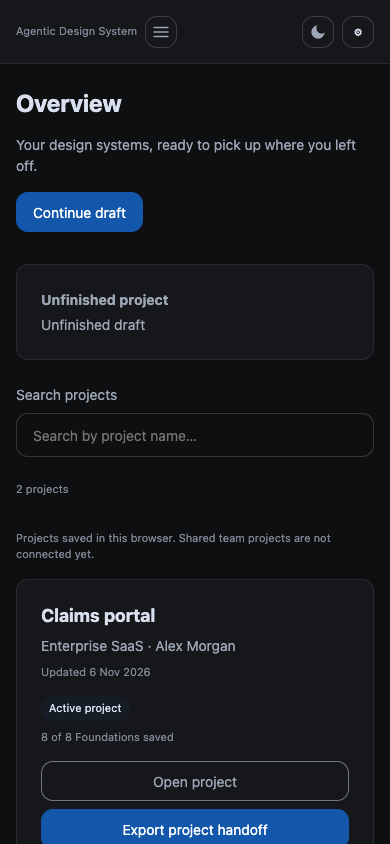 Agentic Design System
Overview
Your design systems, ready to pick up where you left
off.
Continue draft
Unfinished project
Unfinished draft
Search projects
Search by project name...
2 projects
Projects saved in this browser. Shared team projects are not
connected yet.
Claims portal
Enterprise SaaS · Alex Morgan
Updated 6 Nov 2026
Active project
8 of 8 Foundations saved
Open project
Export project handoff